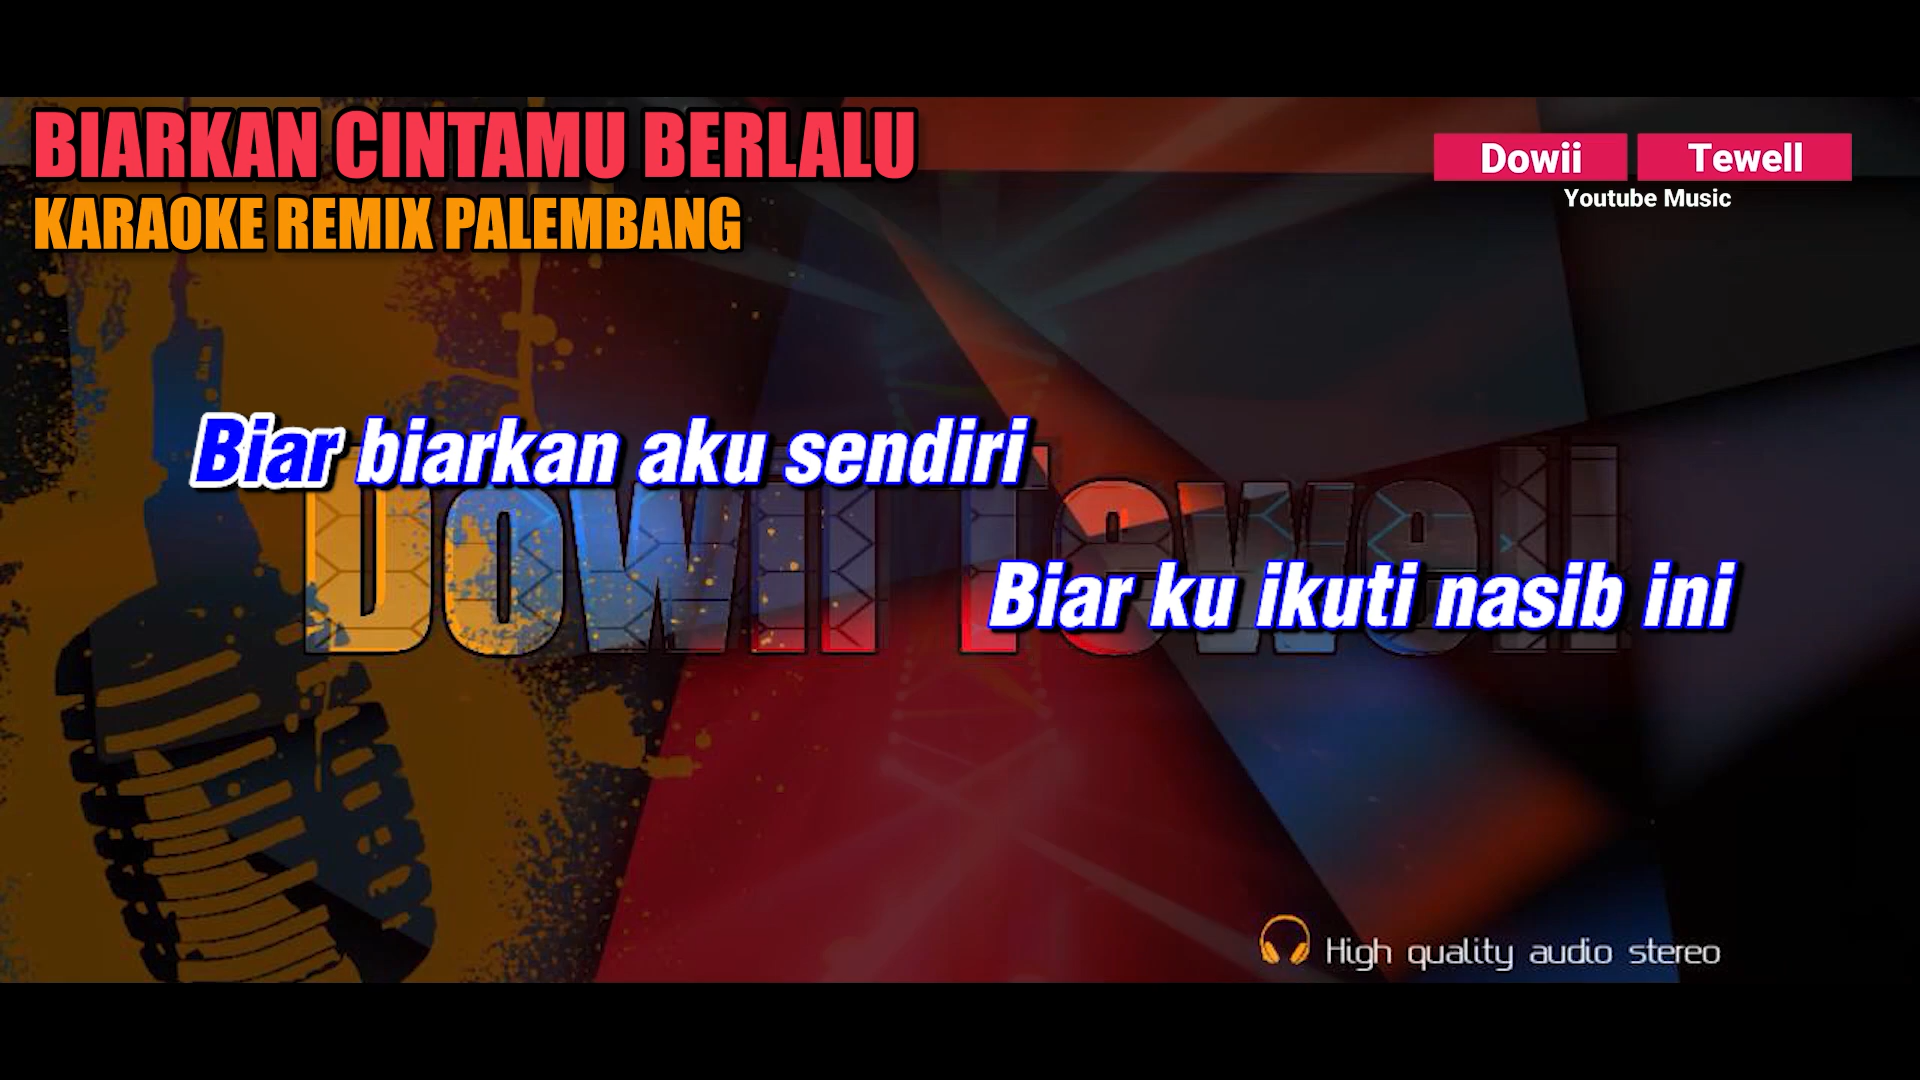 BIARKAN CINTAMU BERLALU
KARAOKE REMIX PALEMBANG
Dowii Tewell
Youtube Music
Biar biarkan aku sendiri
Dowii Tewell
Biar ku ikuti nasib ini
High quality audio stereo